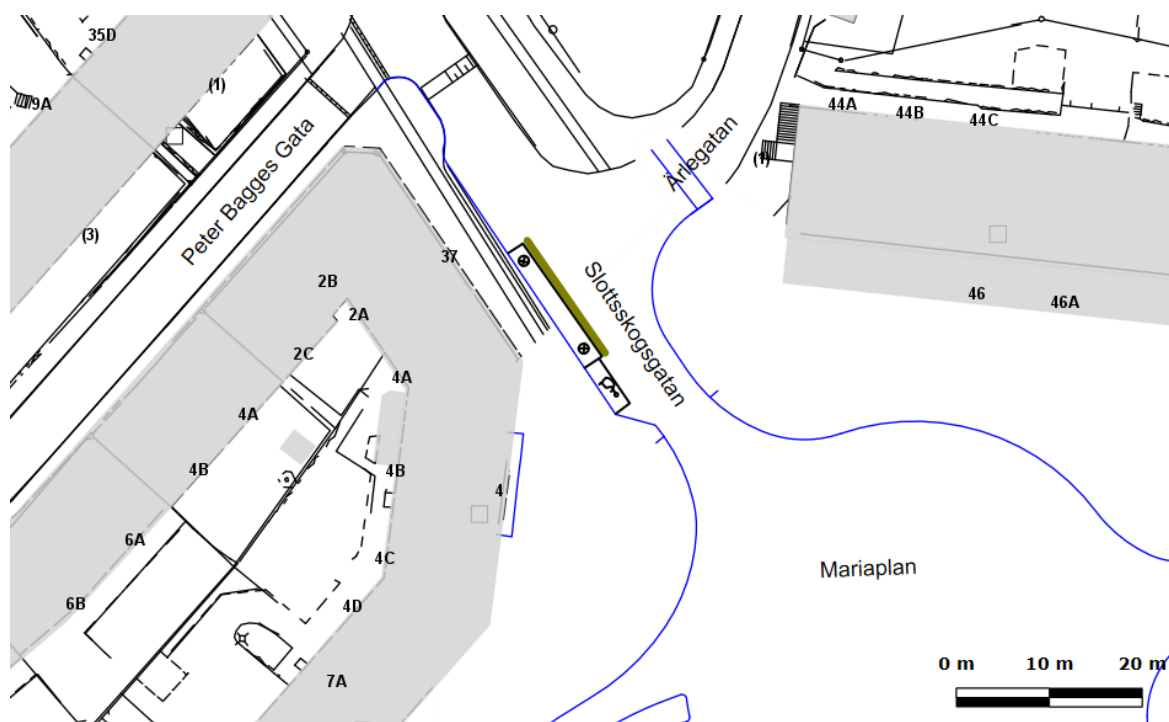 35D
(1)
9A
44A
44B
44C
(1)
Ärlegatan
Peter Bagges Gata
(3)
37
2B
2A
46
46A
Slottsskogsgatan
2C
4A
4A
4B
4B
4
6A
4C
Mariaplan
6B
4D
7A
0 m 10 m 20 m